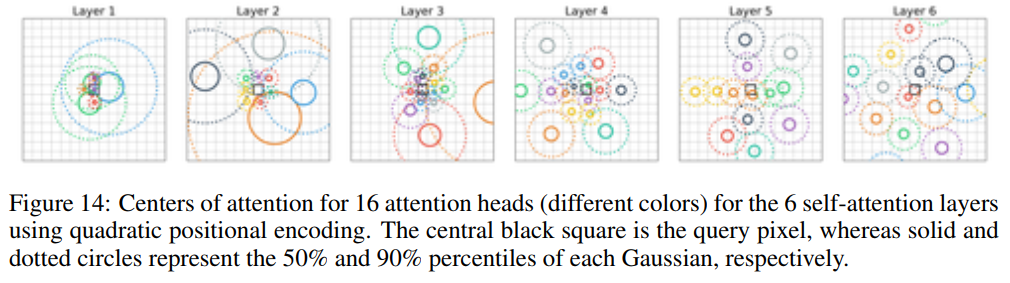 Layer 1 Layer 2 Layer 3 Layer 4 Layer 5 Layer 6
Figure 14: Centers of attention for 16 attention heads (different colors) for the 6 self-attention layers
using quadratic positional encoding. The central black square is the query pixel, whereas solid and
dotted circles represent the 50% and 90% percentiles of each Gaussian, respectively.